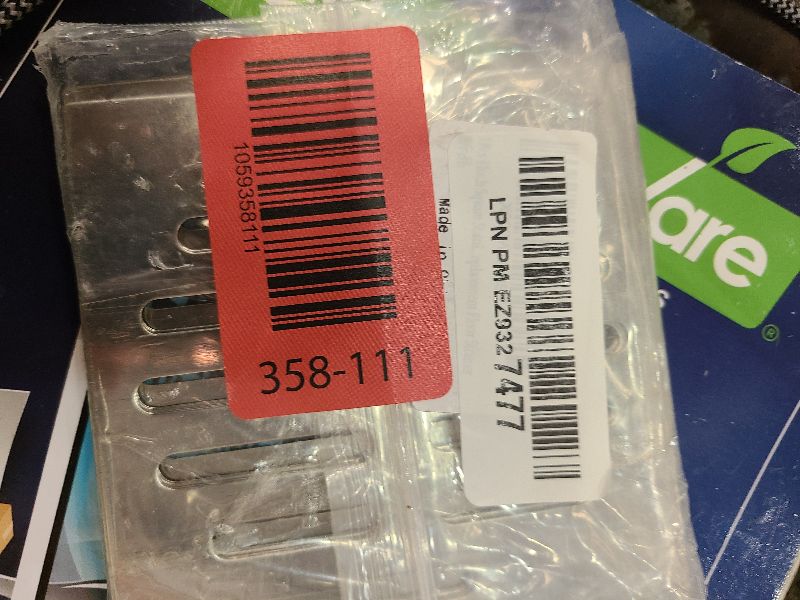 1059358111
358-111
Made in
LPN PM EZ932 7477
are
®